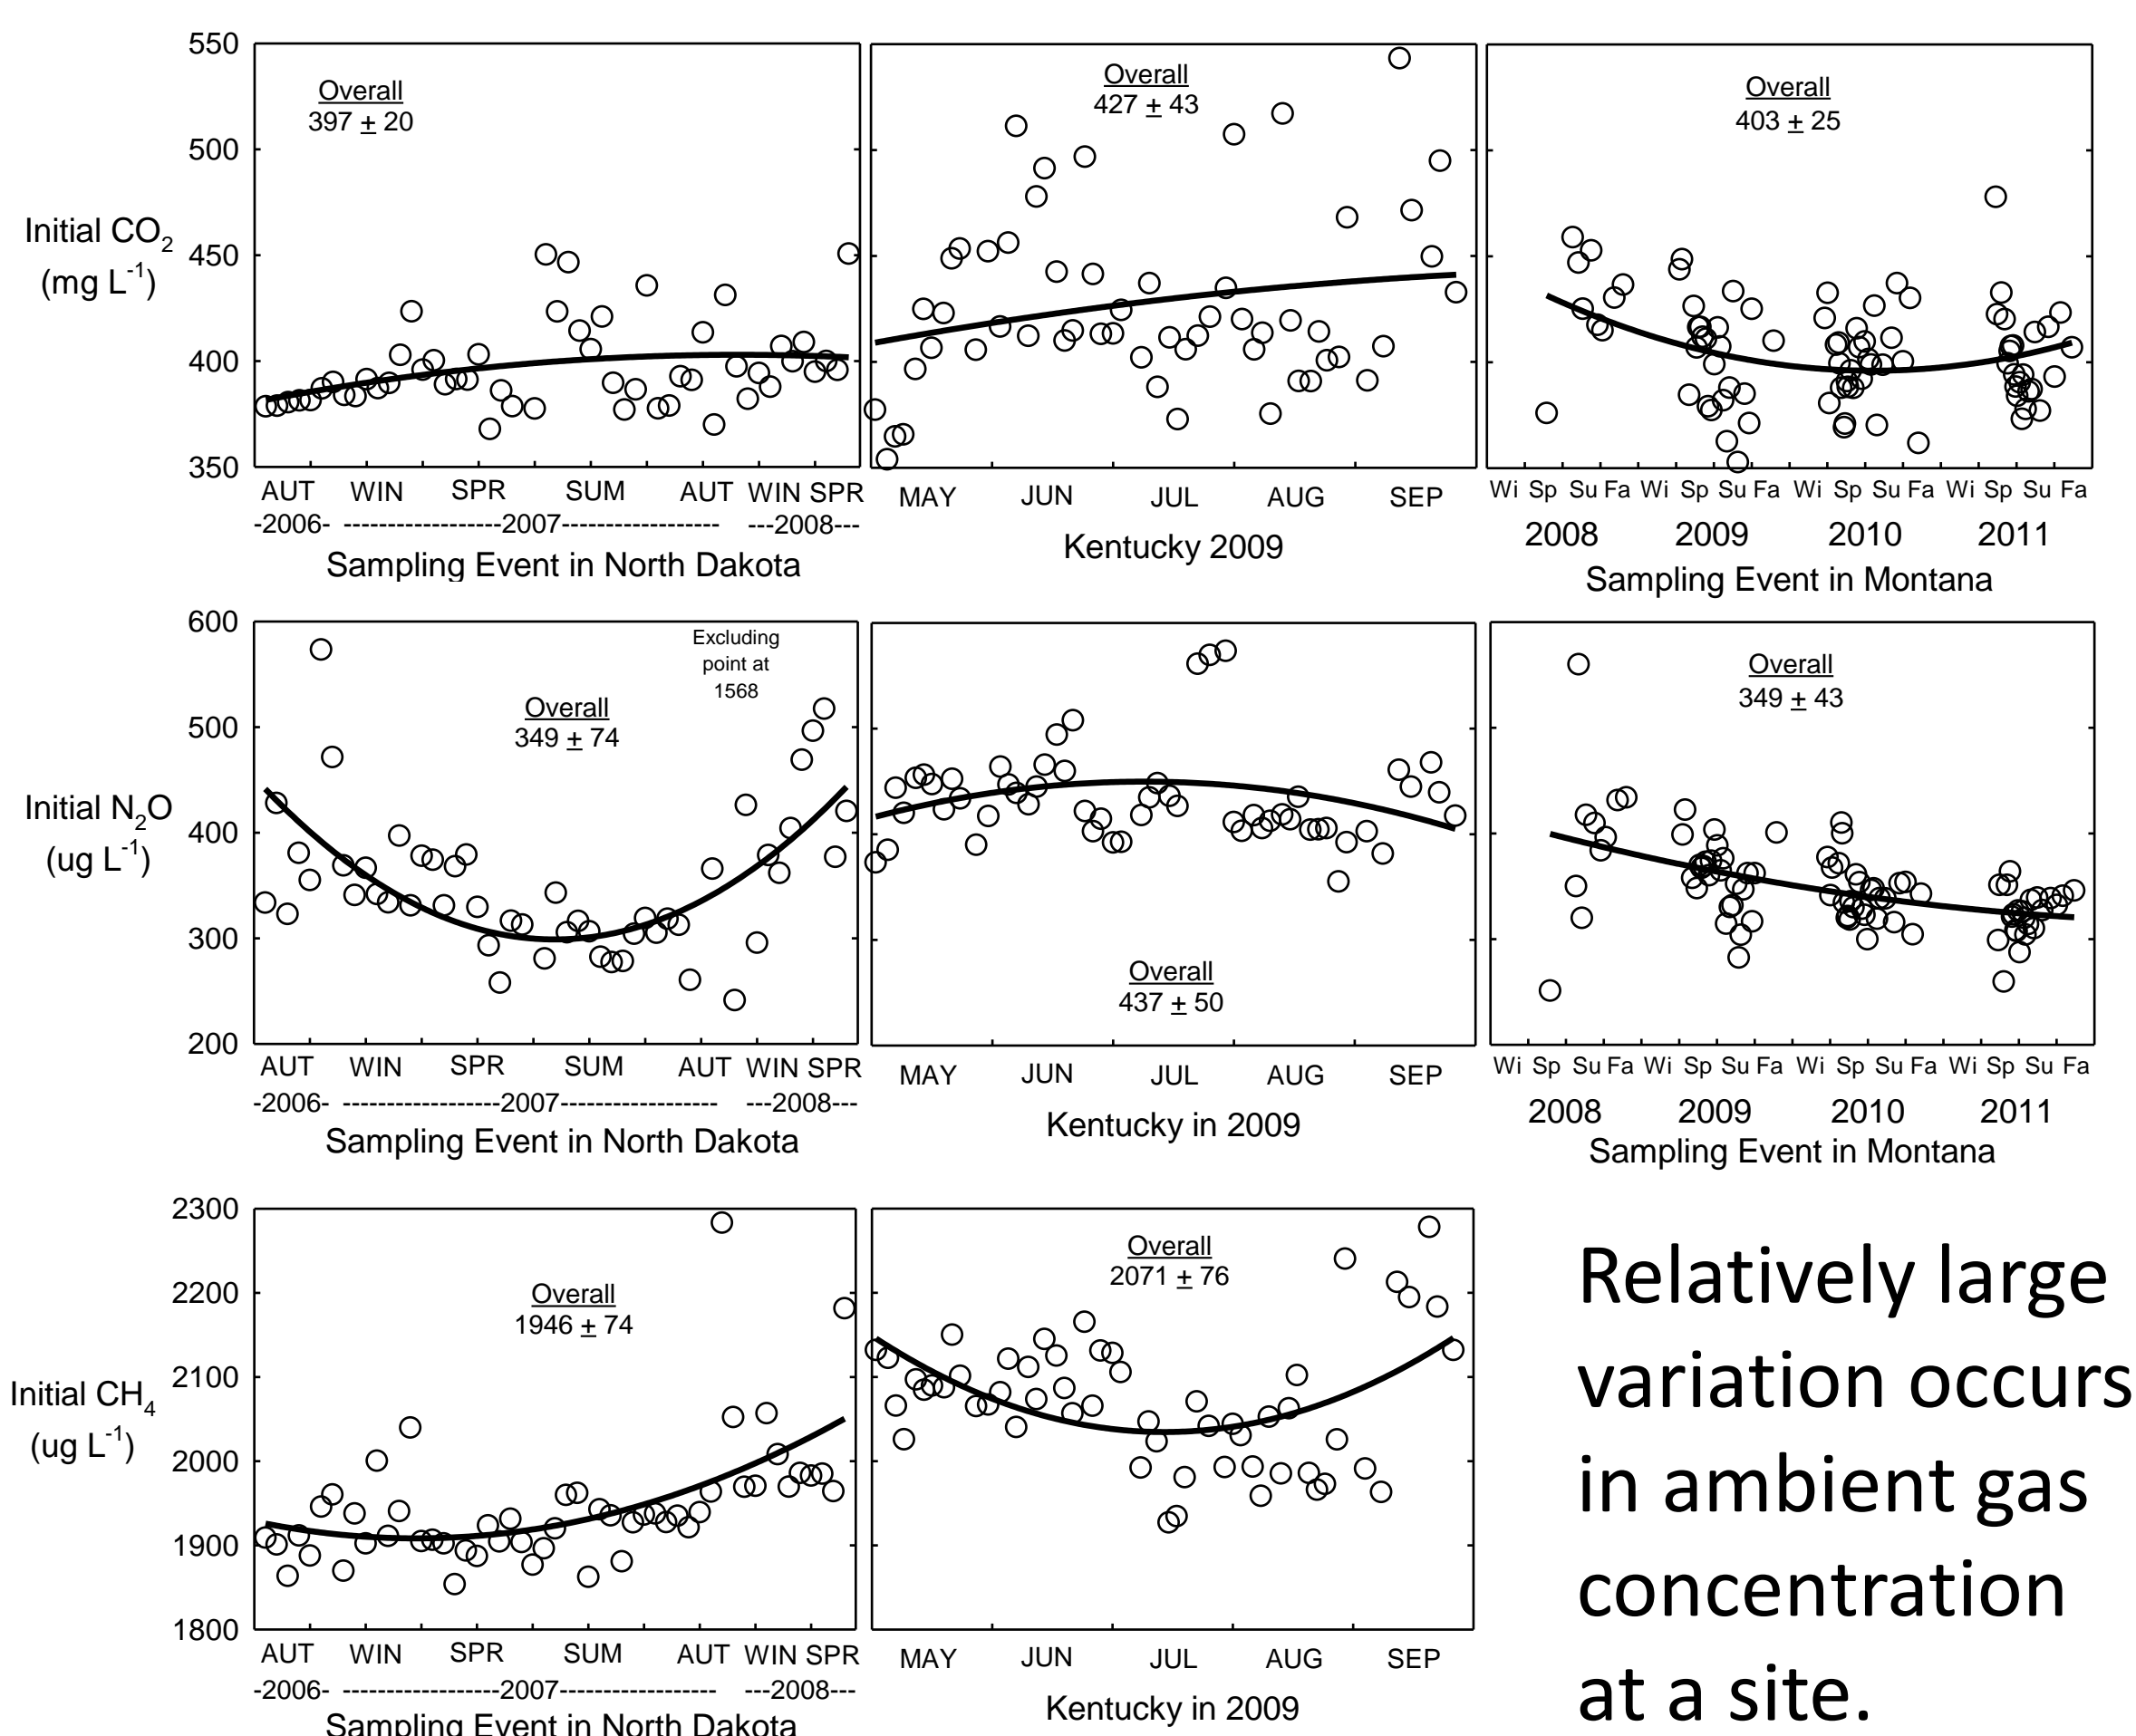 550
500
450
400
350
Initial CO2
(mg L-1)
Overall
397 ± 20
AUT WIN SPR SUM AUT WIN SPR
-2006- ------------------2007------------------ ---2008---
Sampling Event in North Dakota
Overall
427 ± 43
MAY JUN JUL AUG SEP
Kentucky 2009
Overall
403 ± 25
Wi Sp Su Fa Wi Sp Su Fa Wi Sp Su Fa Wi Sp Su Fa
2008 2009 2010 2011
Sampling Event in Montana
600
500
400
300
200
Initial N2O
(ug L-1)
Excluding
point at
1568
Overall
349 ± 74
AUT WIN SPR SUM AUT WIN SPR
-2006- ------------------2007------------------ ---2008---
Sampling Event in North Dakota
Overall
437 ± 50
MAY JUN JUL AUG SEP
Kentucky in 2009
Overall
349 ± 43
Wi Sp Su Fa Wi Sp Su Fa Wi Sp Su Fa Wi Sp Su Fa
2008 2009 2010 2011
Sampling Event in Montana
2300
2200
2100
2000
1900
1800
Initial CH4
(ug L-1)
Overall
1946 ± 74
AUT WIN SPR SUM AUT WIN SPR
-2006- ------------------2007------------------ ---2008---
Sampling Event in North Dakota
Overall
2071 ± 76
MAY JUN JUL AUG SEP
Kentucky in 2009
Relatively large
variation occurs
in ambient gas
concentration
at a site.